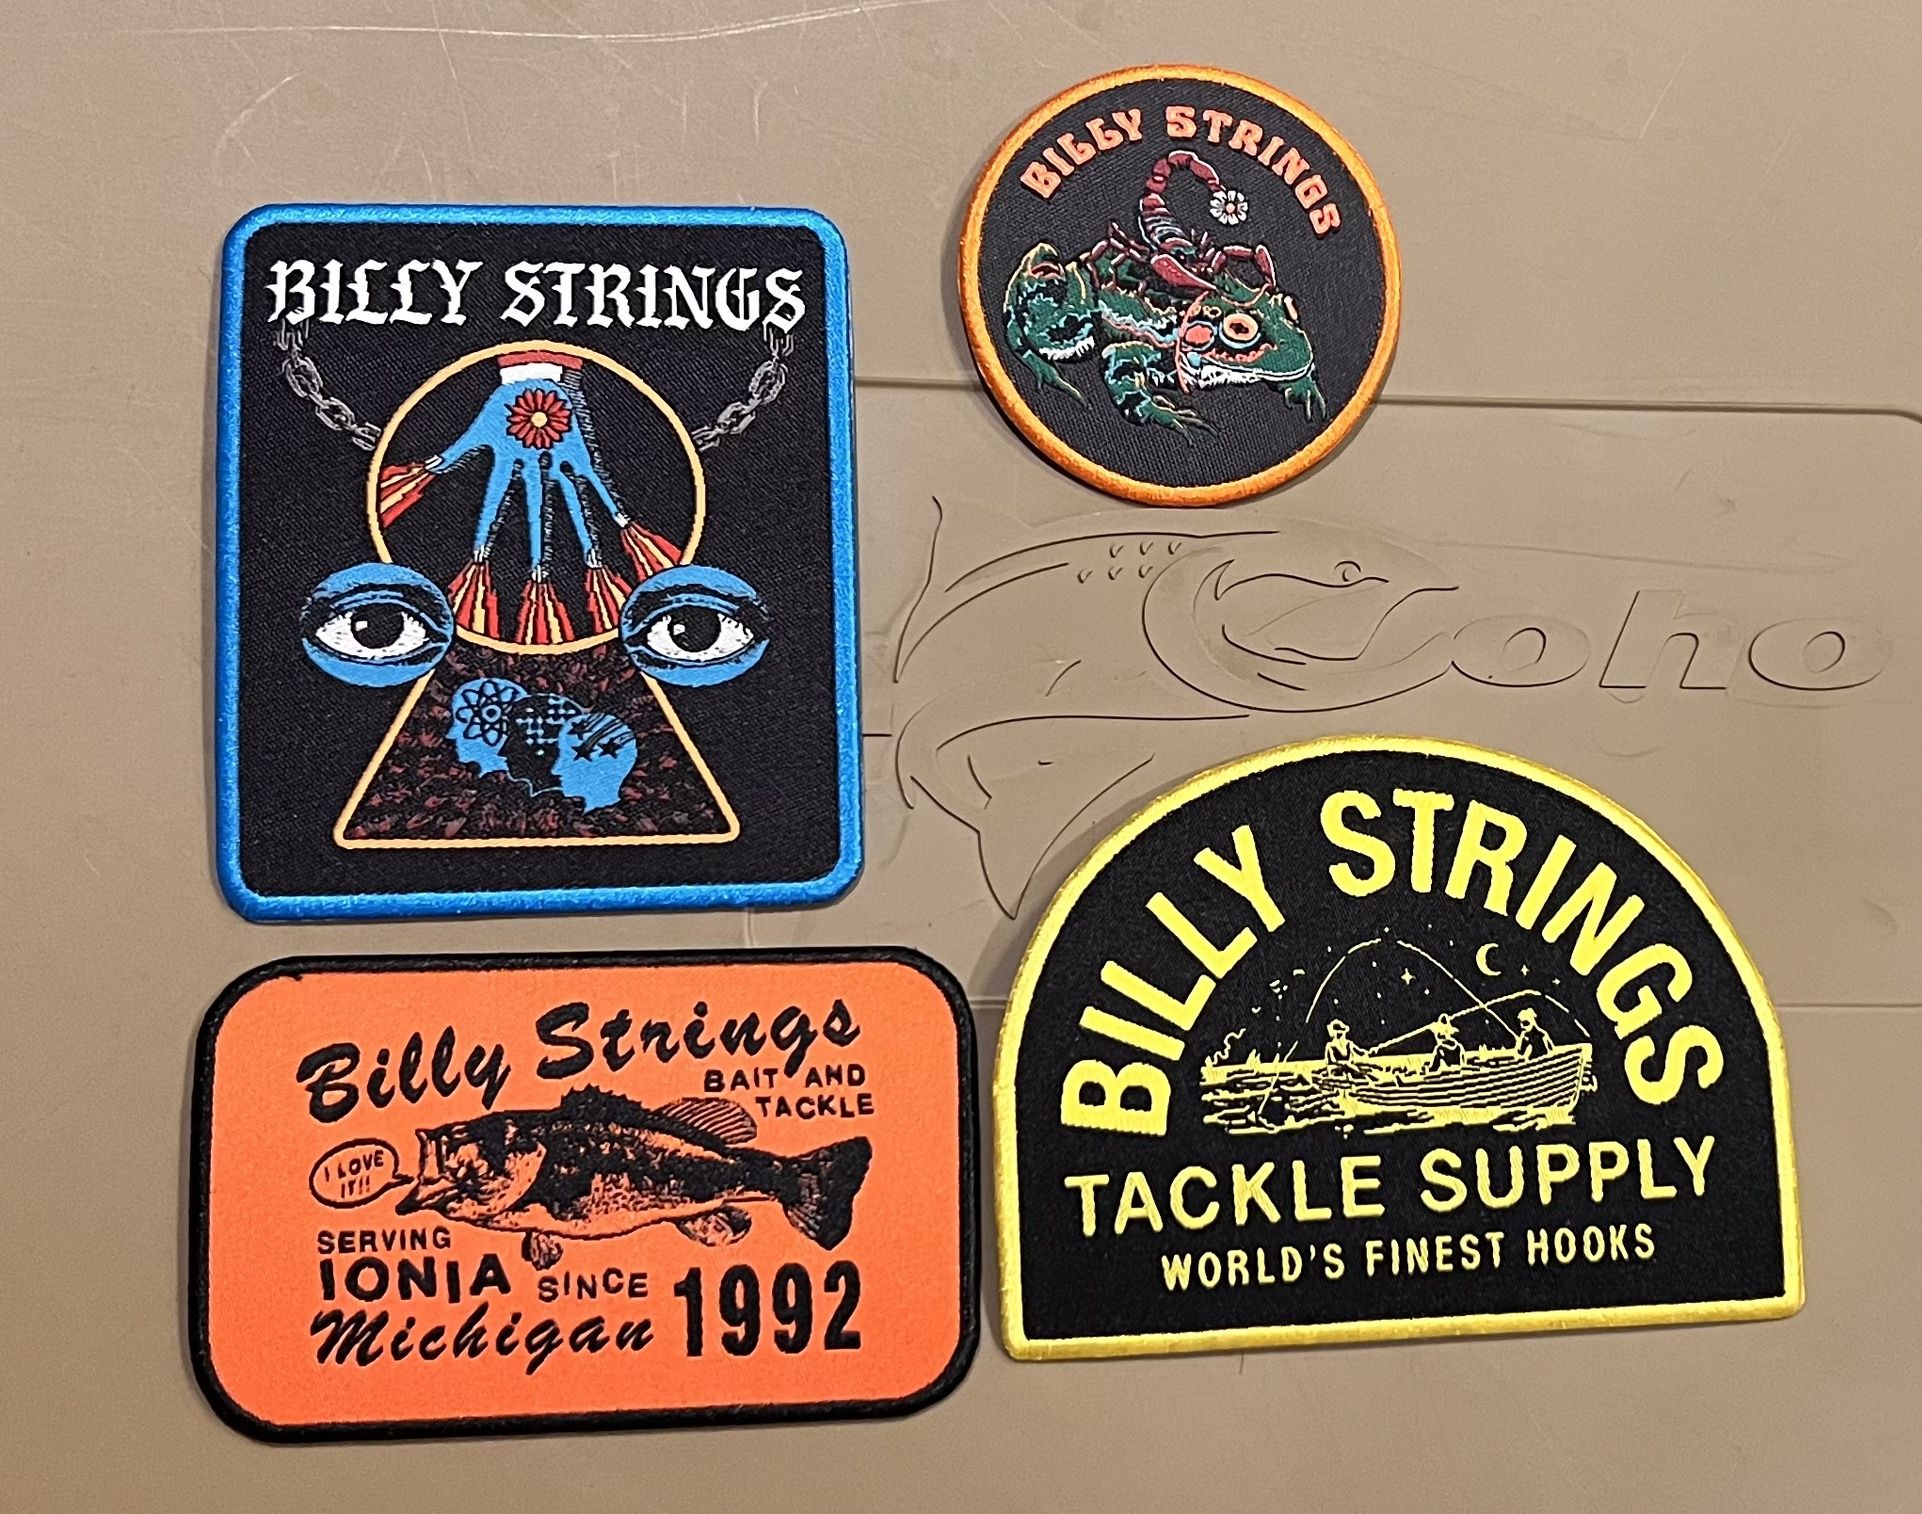 BILLY STRINGS
BILLY STRINGS
Coho
Billy Strings
BAIT AND
TACKLE
I LOVE
IT!!
SERVING
IONIA SINCE
Michigan 1992
BILLY STRINGS
TACKLE SUPPLY
WORLD'S FINEST HOOKS